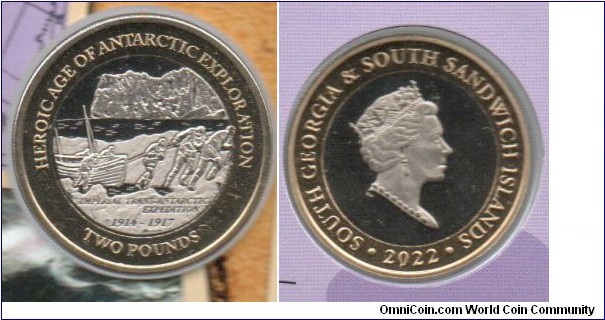 HEROIC AGE OF ANTARCTIC EXPLORATION
IMPERIAL TRANS-ANTARCTIC
EXPEDITION
1914 - 1917
TWO POUNDS
SOUTH GEORGIA & SOUTH SANDWICH ISLANDS
• 2022 •
OmniCoin.com World Coin Community